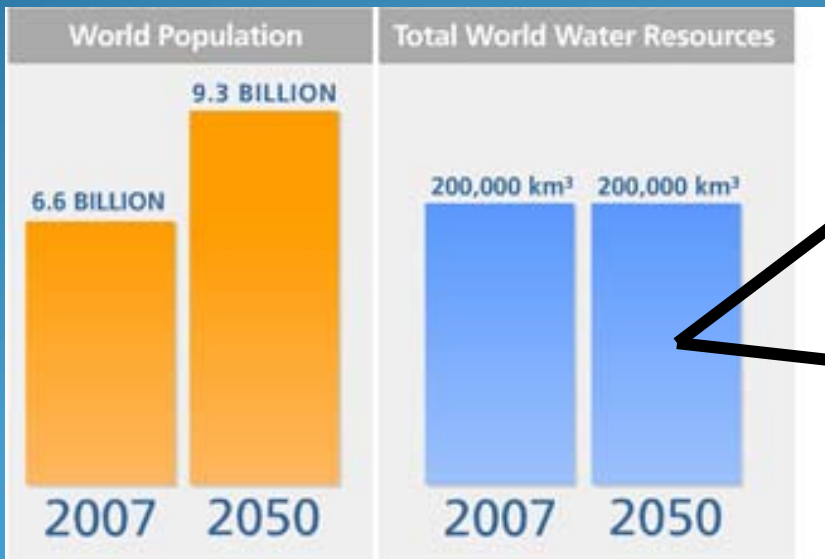 World Population
9.3 BILLION
6.6 BILLION
2007 2050
Total World Water Resources
200,000 km³ 200,000 km³
2007 2050